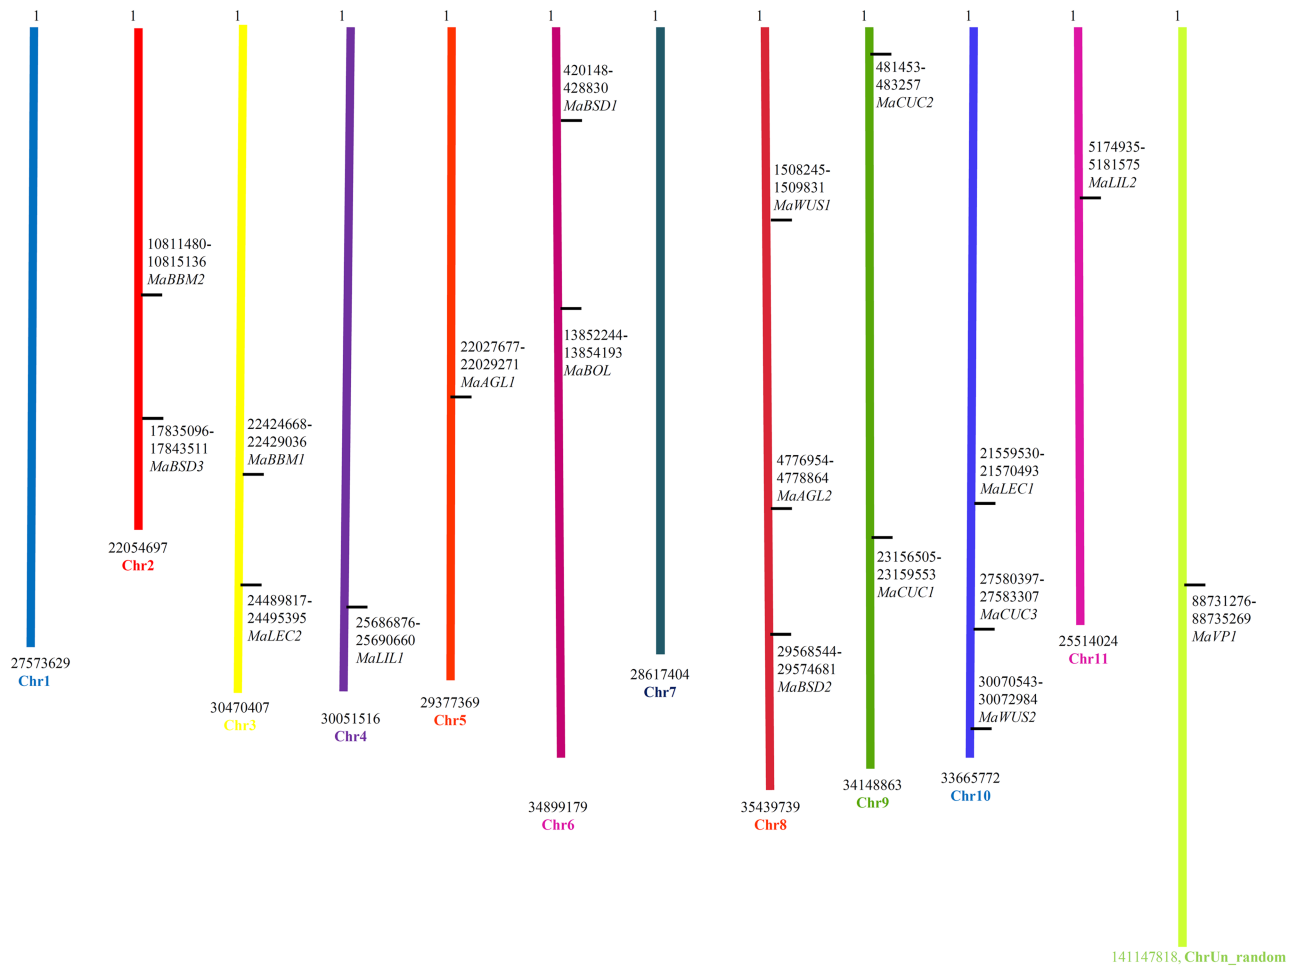 1
27573629
Chr1
1
10811480-
10815136
MaBBM2
17835096-
17843511
MaBSD3
22054697
Chr2
1
22424668-
22429036
MaBBM1
24489817-
24495395
MaLEC2
30470407
Chr3
1
25686876-
25690660
MaLIL1
30051516
Chr4
1
22027677-
22029271
MaAGL1
29377369
Chr5
1
420148-
428830
MaBSD1
13852244-
13854193
MaBOL
34899179
Chr6
1
28617404
Chr7
1
1508245-
1509831
MaWUS1
4776954-
4778864
MaAGL2
29568544-
29574681
MaBSD2
35439739
Chr8
1
481453-
483257
MaCUC2
23156505-
23159553
MaCUC1
34148863
Chr9
1
21559530-
21570493
MaLEC1
27580397-
27583307
MaCUC3
30070543-
30072984
MaWUS2
33665772
Chr10
1
5174935-
5181575
MaLIL2
25514024
Chr11
1
88731276-
88735269
MaVP1
141147818, ChrUn_random